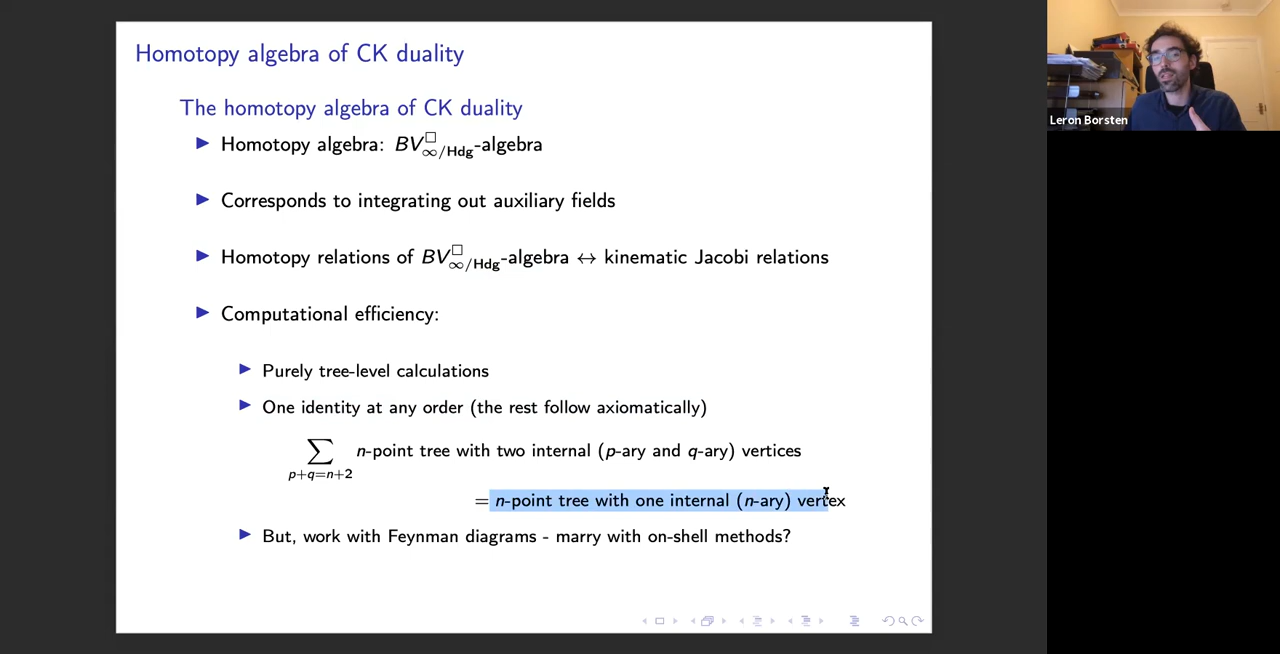 Homotopy algebra of CK duality
The homotopy algebra of CK duality
Homotopy algebra: BV□∞/Hdg-algebra
Corresponds to integrating out auxiliary fields
Homotopy relations of BV□∞/Hdg-algebra ↔ kinematic Jacobi relations
Computational efficiency:
Purely tree-level calculations
One identity at any order (the rest follow axiomatically)
∑ n-point tree with two internal (p-ary and q-ary) vertices
p+q=n+2
= n-point tree with one internal (n-ary) vertex
But, work with Feynman diagrams - marry with on-shell methods?
Leron Borsten